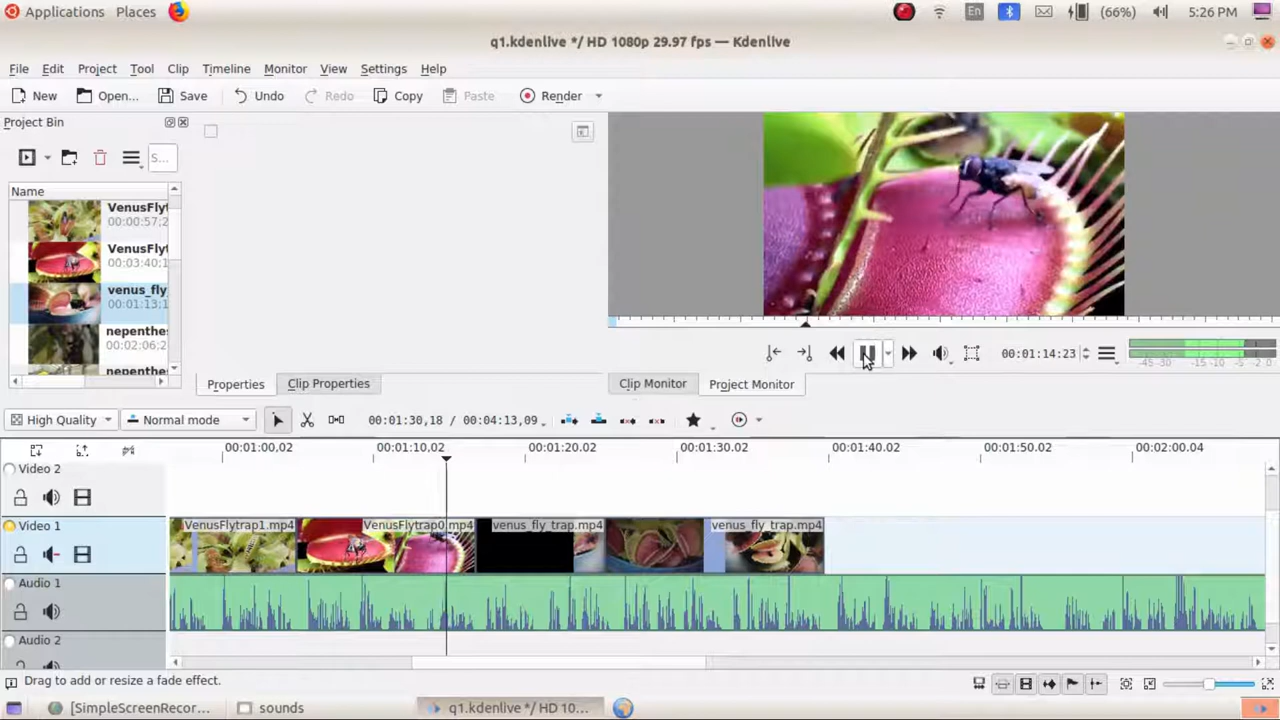 Applications Places En (66%) 5:26 PM
q1.kdenlive */ HD 1080p 29.97 fps — Kdenlive
File Edit Project Tool Clip Timeline Monitor View Settings Help
New Open... Save Undo Redo Copy Paste Render
Project Bin
S...
Name
VenusFlyt
00:00:57;2
VenusFlyt
00:03:40;1
venus_fly_
00:01:13;1
nepenthes
00:02:06;2
nepenthes
Properties Clip Properties
00:01:14:23
-45 -30 -15 -10 -5 -2 0
Clip Monitor Project Monitor
High Quality Normal mode 00:01:30,18 / 00:04:13,09
00:01:00.02 00:01:10.02 00:01:20.02 00:01:30.02 00:01:40.02 00:01:50.02 00:02:00.04
Video 2
Video 1
VenusFlytrap1.mp4 VenusFlytrap0.mp4 venus_fly_trap.mp4 venus_fly_trap.mp4
Audio 1
Audio 2
Drag to add or resize a fade effect.
[SimpleScreenRecor... sounds q1.kdenlive */ HD 10...